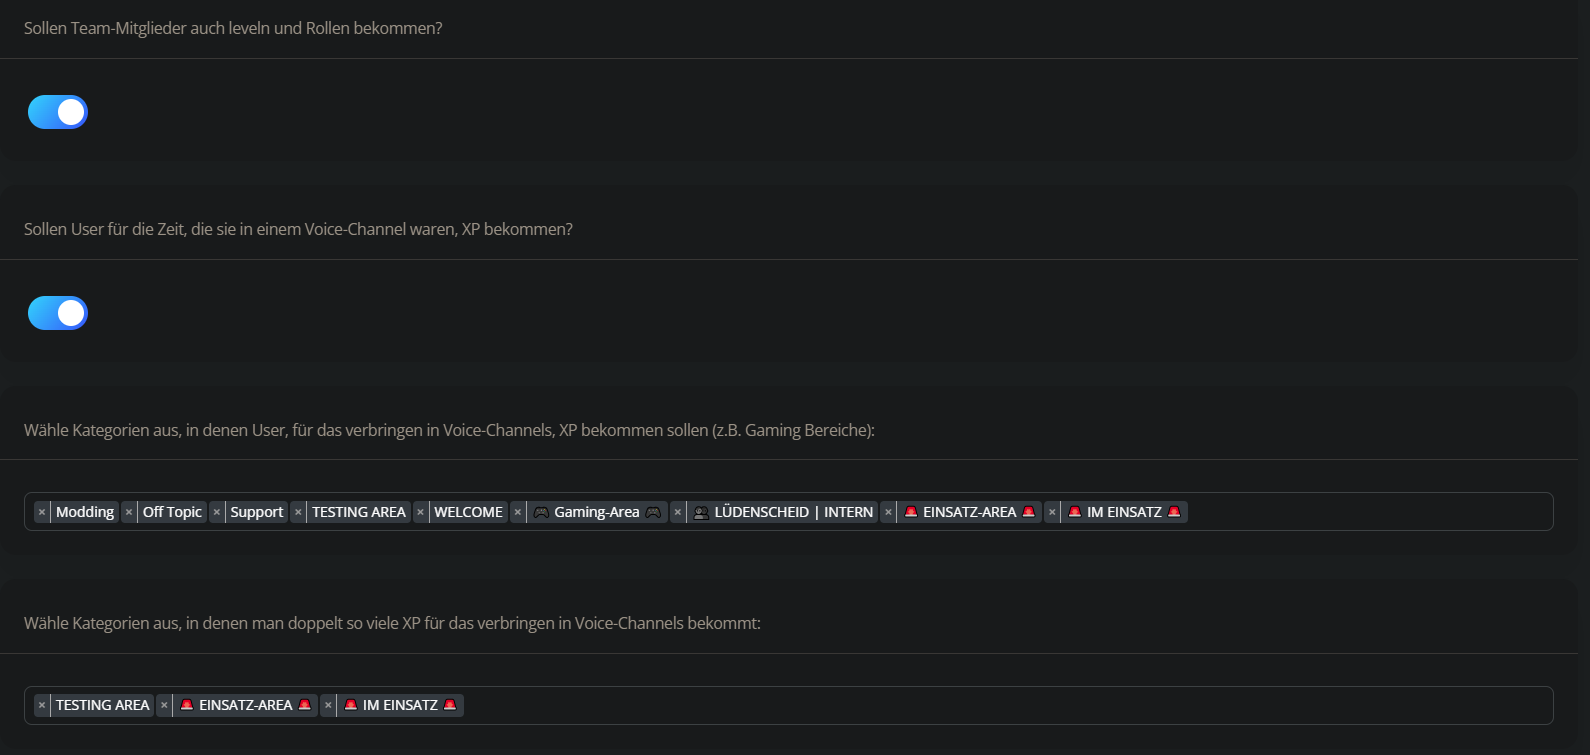 Sollen Team-Mitglieder auch leveln und Rollen bekommen?
Sollen User für die Zeit, die sie in einem Voice-Channel waren, XP bekommen?
Wähle Kategorien aus, in denen User, für das verbringen in Voice-Channels, XP bekommen sollen (z.B. Gaming Bereiche):
× Modding × Off Topic × Support × TESTING AREA × WELCOME × 🎮 Gaming-Area 🎮 × 👥 LÜDENSCHEID | INTERN × 🚨 EINSATZ-AREA 🚨 × 🚨 IM EINSATZ 🚨
Wähle Kategorien aus, in denen man doppelt so viele XP für das verbringen in Voice-Channels bekommt:
× TESTING AREA × 🚨 EINSATZ-AREA 🚨 × 🚨 IM EINSATZ 🚨